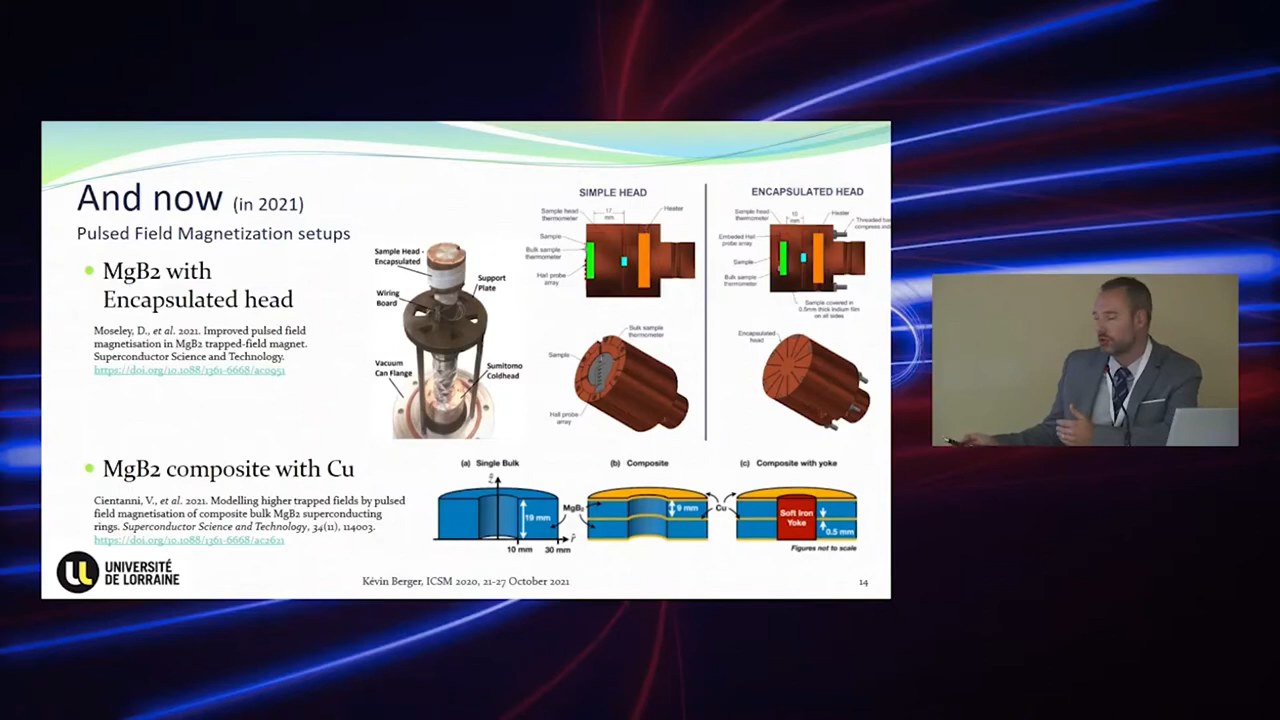 And now (in 2021)
Pulsed Field Magnetization setups
MgB2 with
Encapsulated head
Moseley, D., et al. 2021. Improved pulsed field
magnetisation in MgB2 trapped-field magnet.
Superconductor Science and Technology.
https://doi.org/10.1088/1361-6668/ac0951
Sample Head -
Encapsulated
Support
Plate
Wiring
Board
Vacuum
Can Flange
Sumitomo
Coldhead
SIMPLE HEAD
Sample head
thermometer
17
mm
Heater
Sample
Bulk sample
thermometer
Hall probe
array
Bulk sample
thermometer
Sample
Hall probe
array
ENCAPSULATED HEAD
Sample head
thermometer
10
mm
Heater
Embeded Hall
probe array
Sample
Bulk sample
thermometer
Sample covered in
0.5mm thick Indium film
on all sides
Encapsulated
head
MgB2 composite with Cu
Cientanni, V., et al. 2021. Modelling higher trapped fields by pulsed
field magnetisation of composite bulk MgB2 superconducting
rings. Superconductor Science and Technology, 34(11), 114003.
https://doi.org/10.1088/1361-6668/ac2621
(a) Single Bulk
(b) Composite
(c) Composite with yoke
19 mm
10 mm
30 mm
MgB2
9 mm
Cu
Soft Iron
Yoke
0.5 mm
Figures not to scale
UNIVERSITÉ
DE LORRAINE
Kévin Berger, ICSM 2020, 21-27 October 2021
14